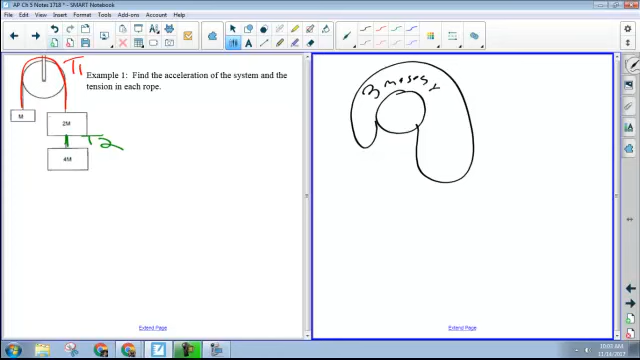 AP Ch 5 Notes 1718 - SMART Notebook
File Edit View Insert Format Tools Add-ons Account Help
T1
Example 1: Find the acceleration of the system and the
tension in each rope.
M
2M
T2
4M
3 masses
Extend Page
Extend Page
10:03 AM